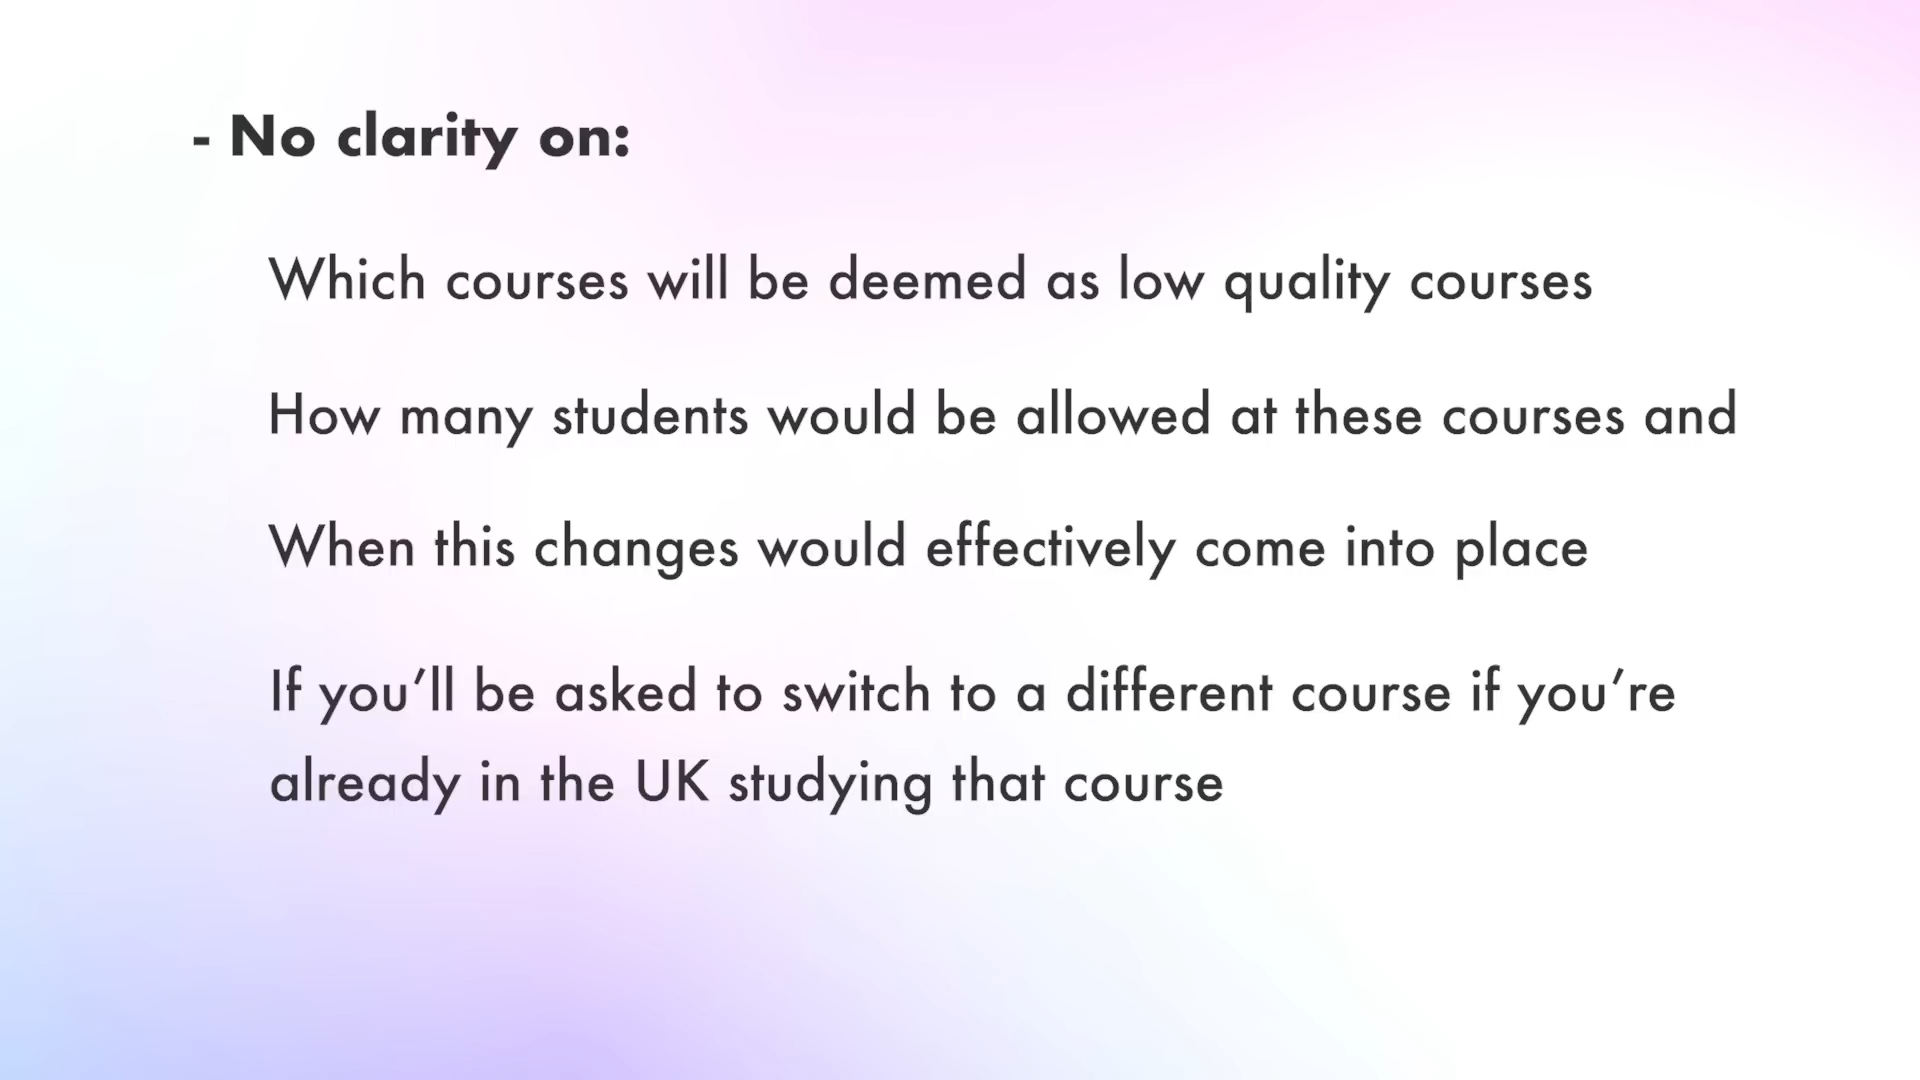 - No clarity on:
Which courses will be deemed as low quality courses
How many students would be allowed at these courses and
When this changes would effectively come into place
If you’ll be asked to switch to a different course if you’re
already in the UK studying that course